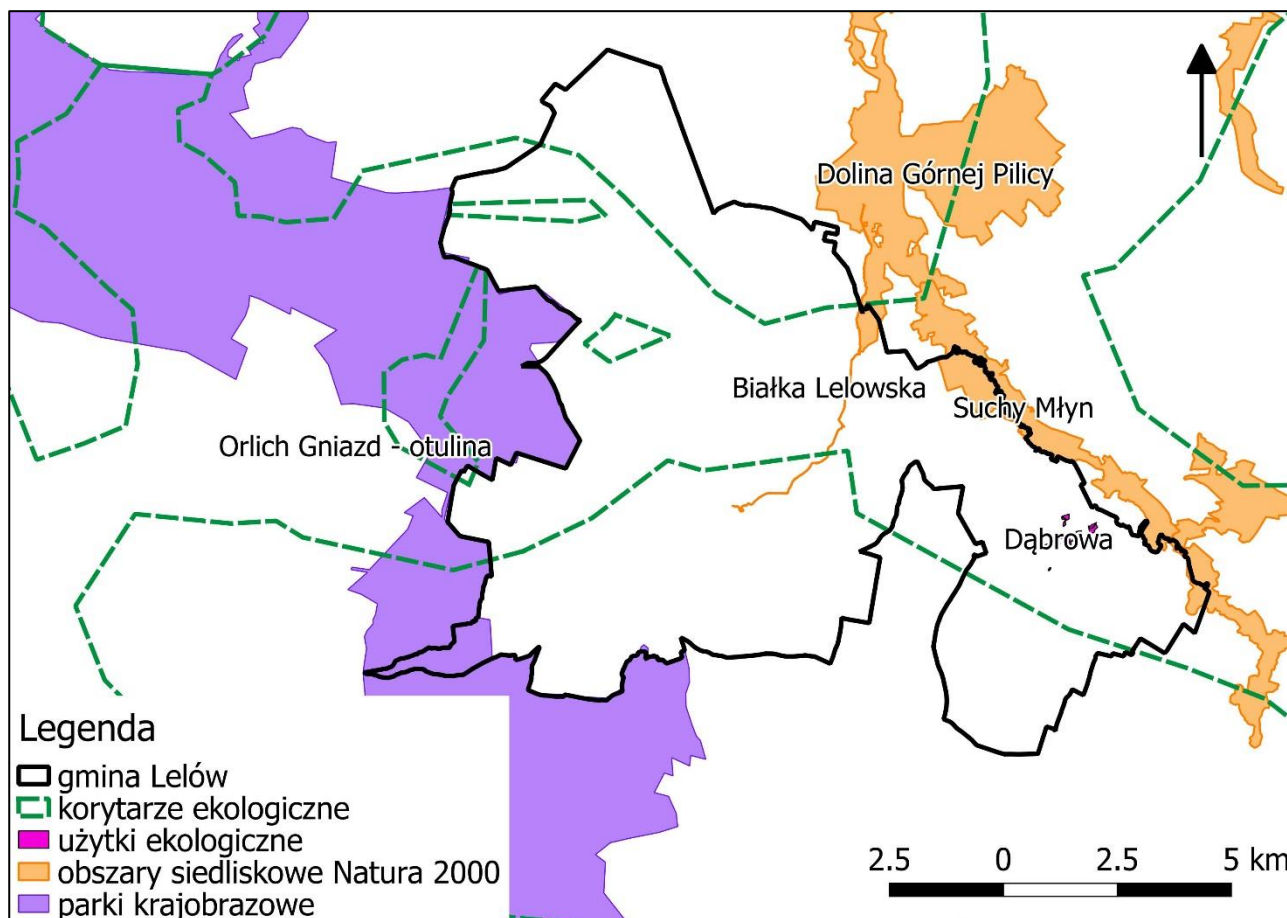 Dolina Górnej Pilicy
Białka Lelowska
Suchy Młyn
Orlich Gniazd - otulina
Dąbrowa
Legenda
gmina Lelów
korytarze ekologiczne
użytki ekologiczne
obszary siedliskowe Natura 2000
parki krajobrazowe
2.5 0 2.5 5 km